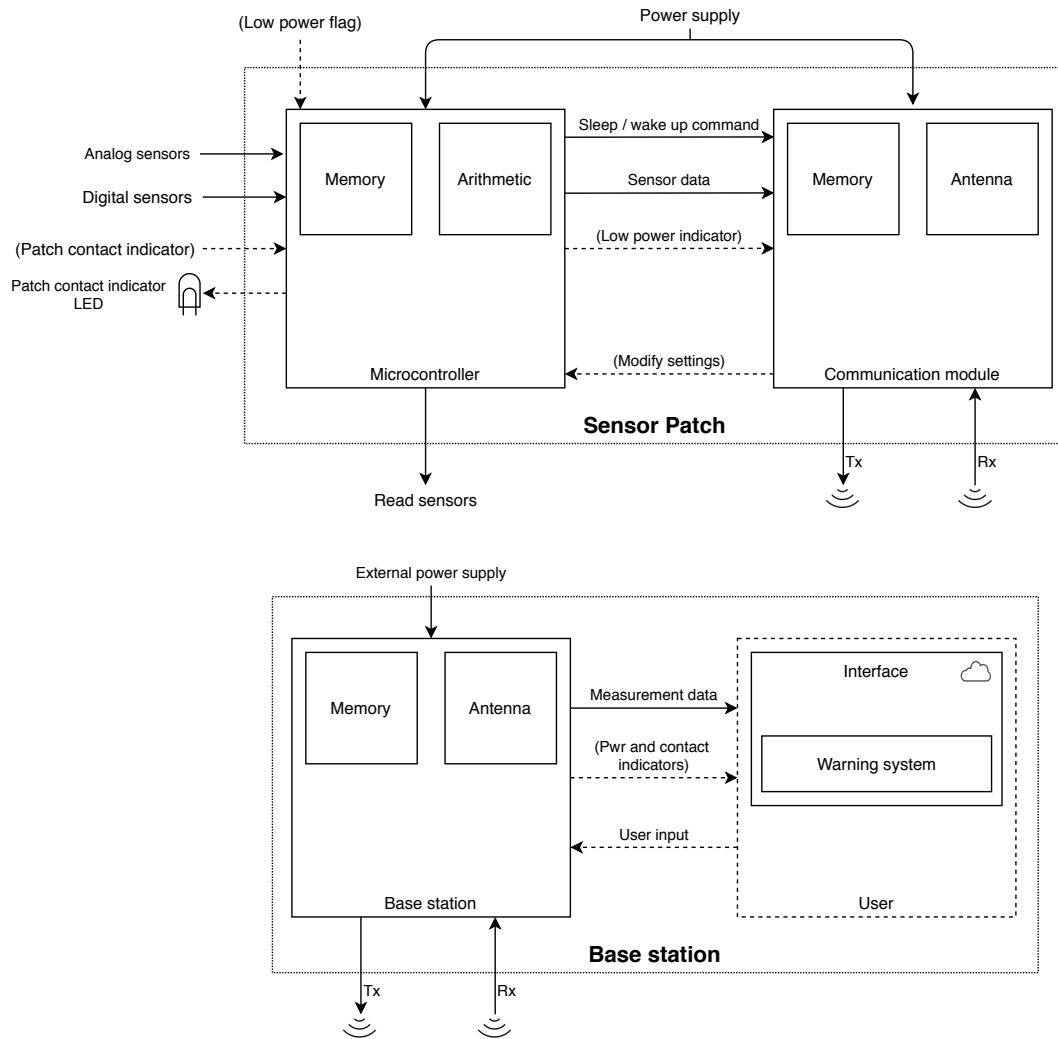 Power supply
(Low power flag)
Memory
Arithmetic
Sleep / wake up command
Memory
Antenna
Analog sensors
Digital sensors
Sensor data
(Patch contact indicator)
(Low power indicator)
Patch contact indicator
LED
(Modify settings)
Microcontroller
Communication module
Sensor Patch
Tx
Rx
Read sensors
External power supply
Memory
Antenna
Interface
Measurement data
(Pwr and contact
indicators)
Warning system
User input
Base station
User
Base station
Tx
Rx